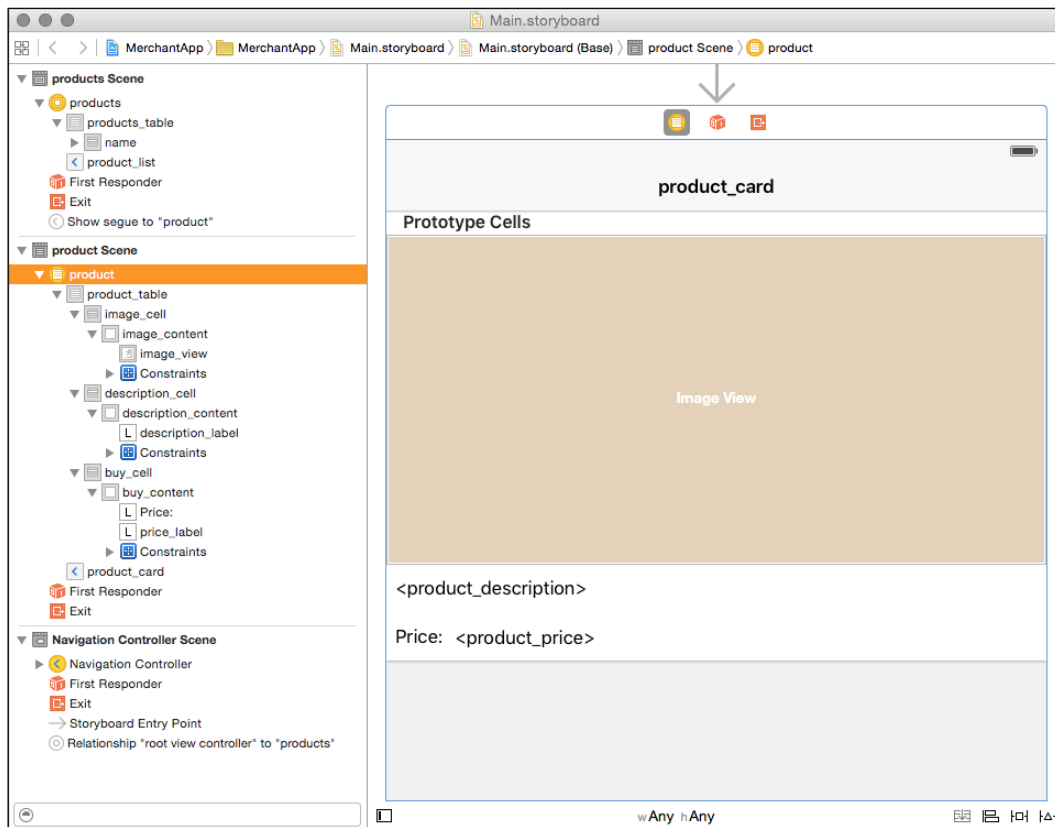 Main.storyboard
MerchantApp MerchantApp Main.storyboard Main.storyboard (Base) product Scene product
products Scene
products
products_table
name
product_list
First Responder
Exit
Show segue to "product"
product Scene
product
product_table
image_cell
image_content
image_view
Constraints
description_cell
description_content
L description_label
Constraints
buy_cell
buy_content
L Price:
L price_label
Constraints
product_card
First Responder
Exit
Navigation Controller Scene
Navigation Controller
First Responder
Exit
Storyboard Entry Point
Relationship "root view controller" to "products"
product_card
Prototype Cells
Image View
<product_description>
Price: <product_price>
wAny hAny